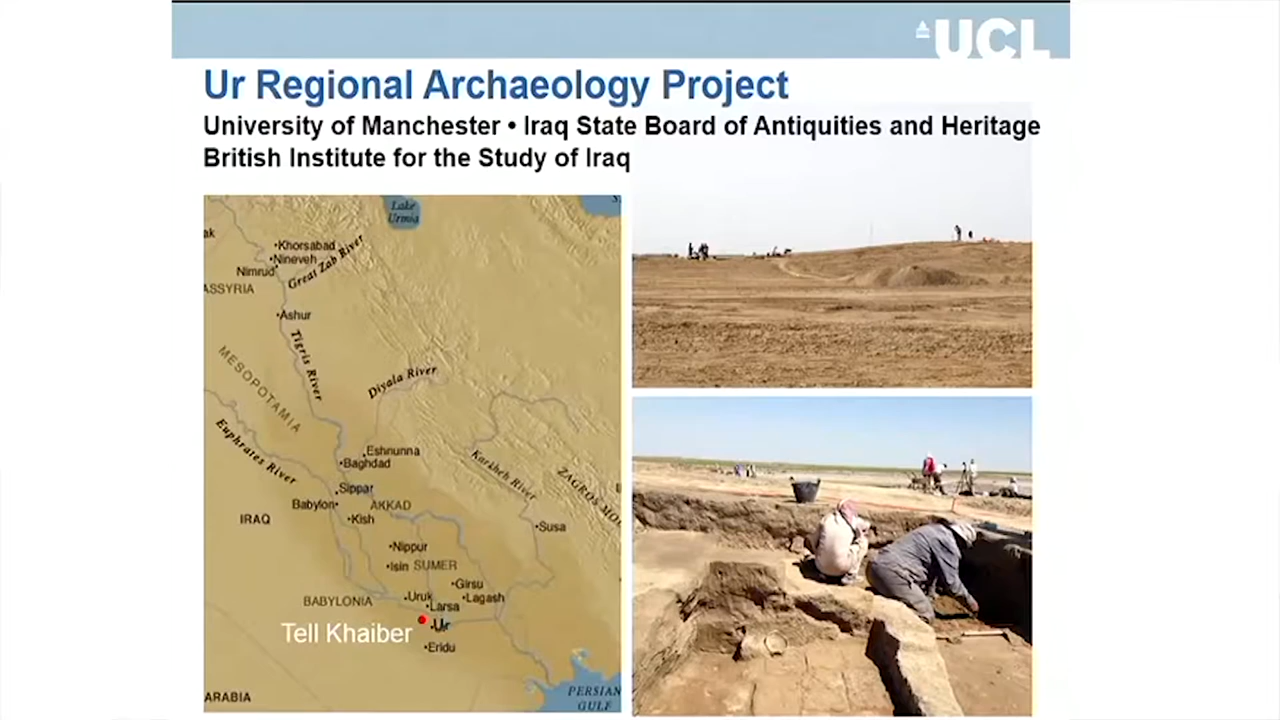 UCL
Ur Regional Archaeology Project
University of Manchester • Iraq State Board of Antiquities and Heritage
British Institute for the Study of Iraq
Lake
Urmia
ak
Khorsabad
Nineveh
Nimrud
Great Zab River
ASSYRIA
Ashur
Tigris River
MESOPOTAMIA
Diyala River
Euphrates River
Eshnunna
Baghdad
Karkheh River
ZAGROS MOU
Sippar
Babylon
AKKAD
IRAQ
Kish
Susa
Nippur
Isin
SUMER
Girsu
BABYLONIA
Uruk
Lagash
Larsa
Tell Khaiber
Ur
Eridu
ARABIA
PERSIAN
GULF